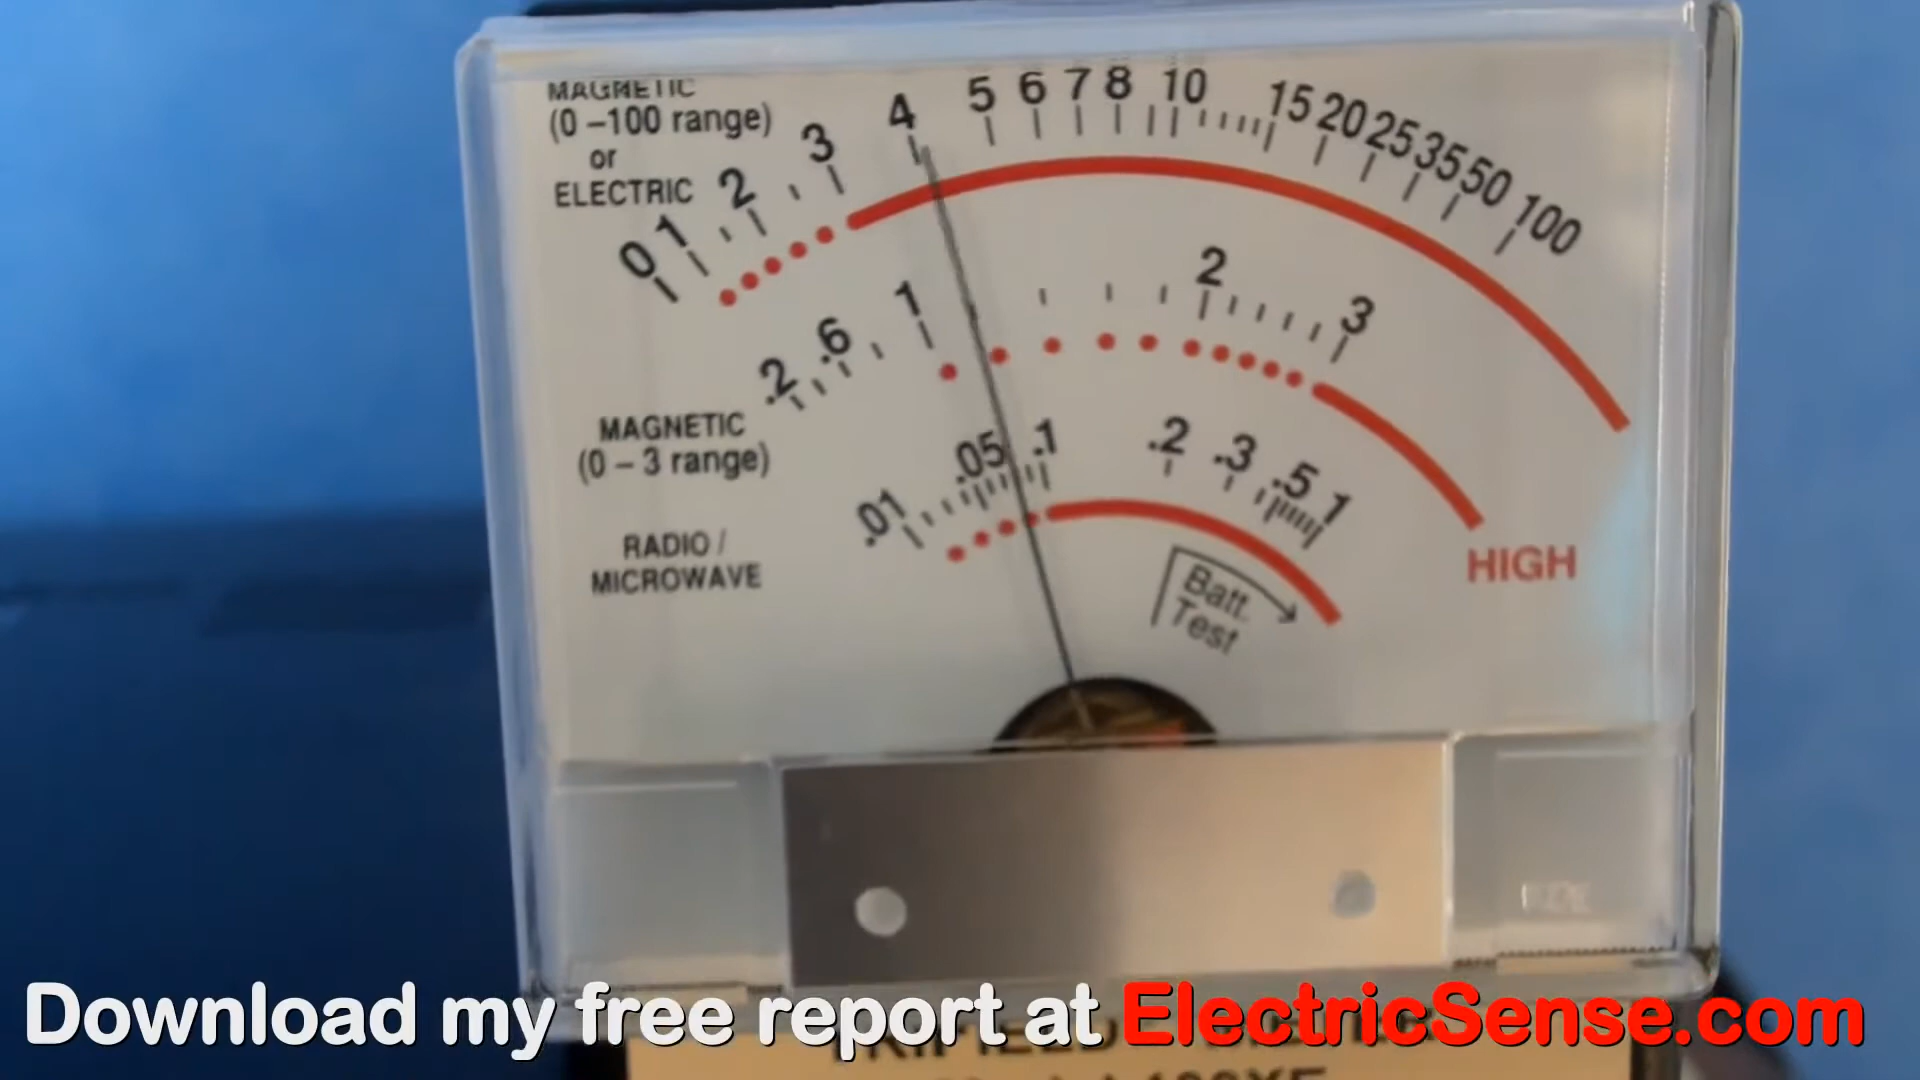 MAGNETIC
(0 – 100 range)
or
ELECTRIC
0 1 2 3 4 5 6 7 8 10 15 20 25 35 50 100
.2 .6 1 2 3
MAGNETIC
(0 – 3 range)
.01 .05 .1 .2 .3 .5 1
RADIO /
MICROWAVE
HIGH
Batt.
Test
Download my free report at ElectricSense.com